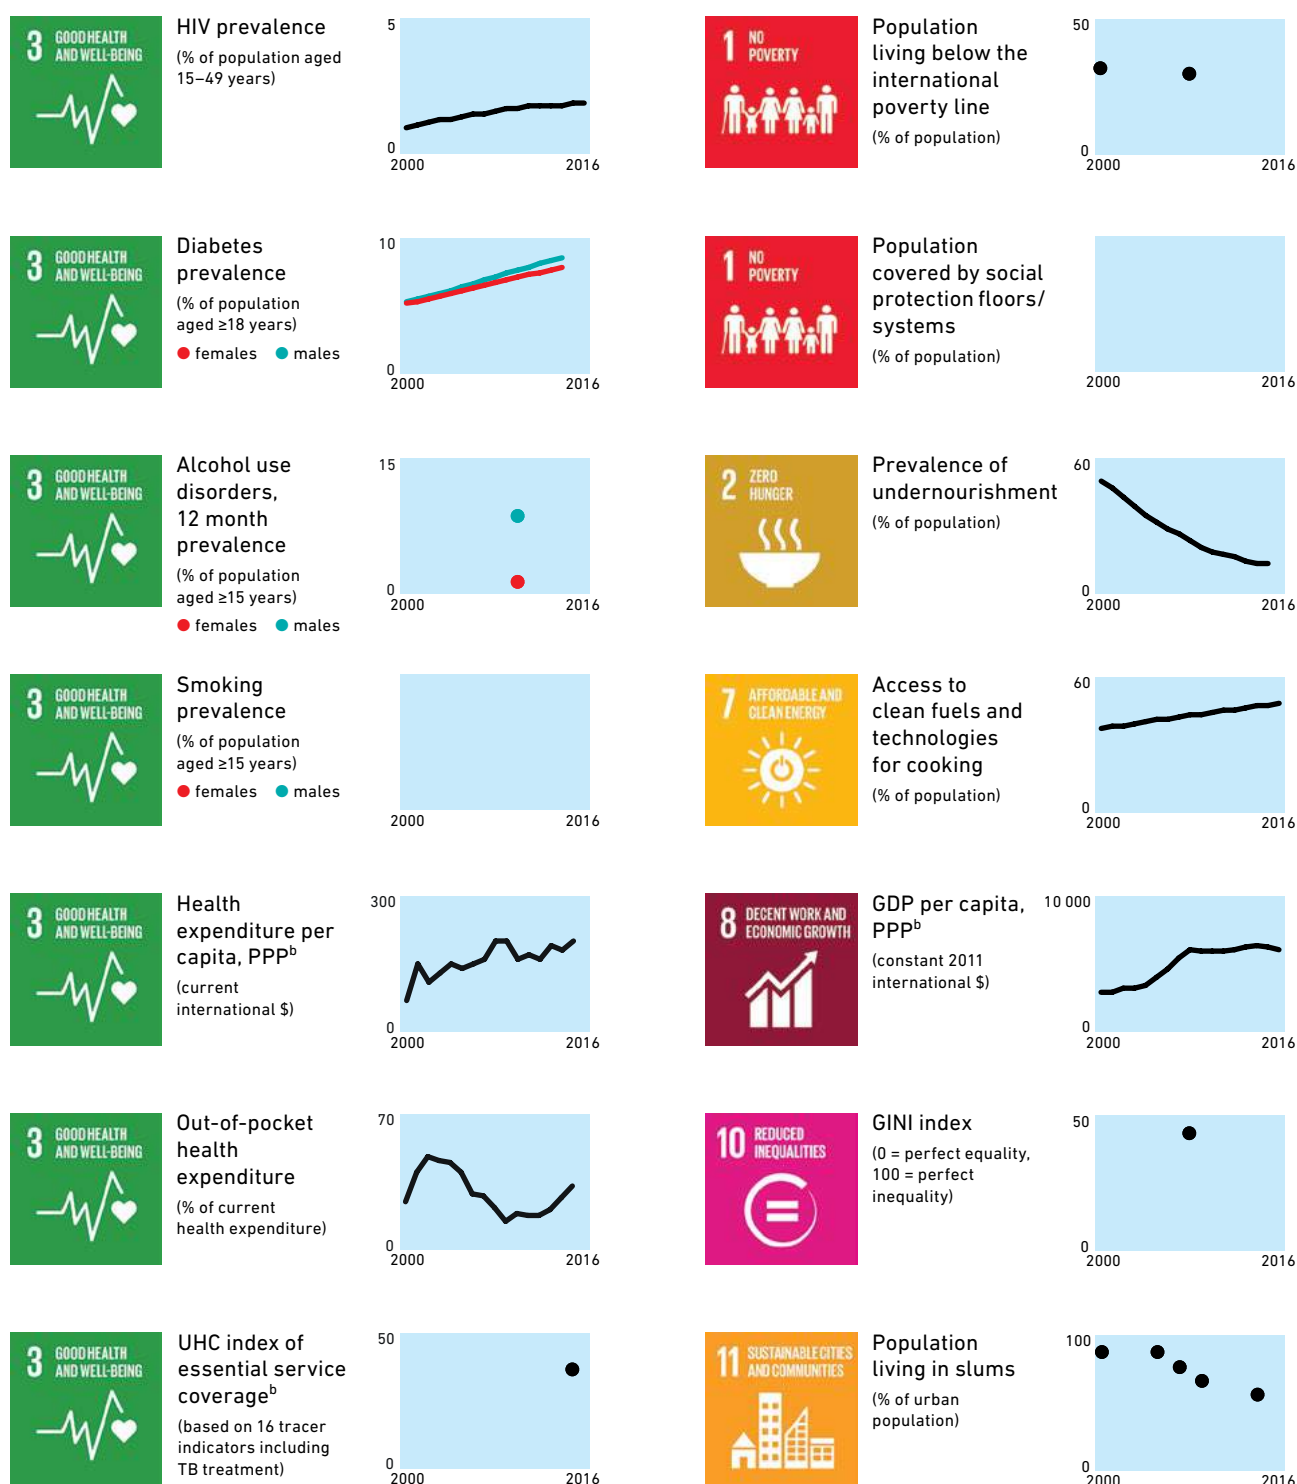 3 GOOD HEALTH
AND WELL-BEING
HIV prevalence
(% of population aged
15–49 years)
5
0
2000 2016
3 GOOD HEALTH
AND WELL-BEING
Diabetes
prevalence
(% of population
aged ≥18 years)
females males
10
0
2000 2016
3 GOOD HEALTH
AND WELL-BEING
Alcohol use
disorders,
12 month
prevalence
(% of population
aged ≥15 years)
females males
15
0
2000 2016
3 GOOD HEALTH
AND WELL-BEING
Smoking
prevalence
(% of population
aged ≥15 years)
females males
2000 2016
3 GOOD HEALTH
AND WELL-BEING
Health
expenditure per
capita, PPPb
(current
international $)
300
0
2000 2016
3 GOOD HEALTH
AND WELL-BEING
Out-of-pocket
health
expenditure
(% of current
health expenditure)
70
0
2000 2016
3 GOOD HEALTH
AND WELL-BEING
UHC index of
essential service
coverageb
(based on 16 tracer
indicators including
TB treatment)
50
0
2000 2016
1 NO
POVERTY
Population
living below the
international
poverty line
(% of population)
50
0
2000 2016
1 NO
POVERTY
Population
covered by social
protection floors/
systems
(% of population)
2000 2016
2 ZERO
HUNGER
Prevalence of
undernourishment
(% of population)
60
0
2000 2016
7 AFFORDABLE AND
CLEAN ENERGY
Access to
clean fuels and
technologies
for cooking
(% of population)
60
0
2000 2016
8 DECENT WORK AND
ECONOMIC GROWTH
GDP per capita,
PPPb
(constant 2011
international $)
10 000
0
2000 2016
10 REDUCED
INEQUALITIES
GINI index
(0 = perfect equality,
100 = perfect
inequality)
50
0
2000 2016
11 SUSTAINABLE CITIES
AND COMMUNITIES
Population
living in slums
(% of urban
population)
100
0
2000 2016